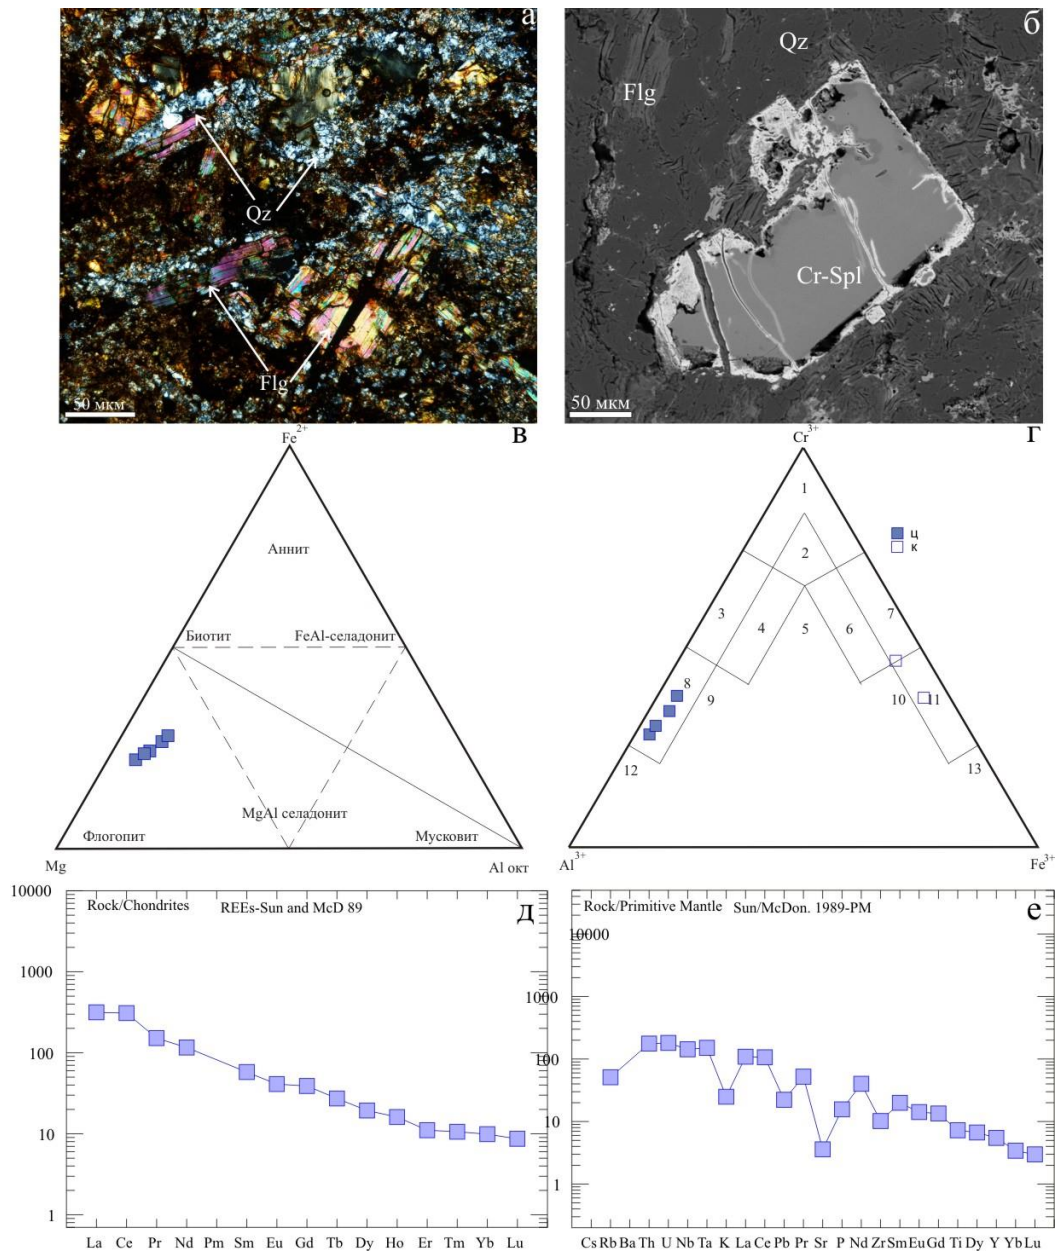 а
Qz
Flg
50 мкм
б
Qz
Flg
Cr-Spl
50 мкм
в
Fe2+
Аннит
Биотит
FeAl-селадонит
MgAl селадонит
Флогопит
Мусковит
Mg
Al окт
г
Cr3+
ц
к
1
2
3
4
5
6
7
8
9
10
11
12
13
Al3+
Fe3+
д
Rock/Chondrites
REEs-Sun and McD 89
10000
1000
100
10
1
La Ce Pr Nd Pm Sm Eu Gd Tb Dy Ho Er Tm Yb Lu
е
Rock/Primitive Mantle
Sun/McDon. 1989-PM
10000
1000
100
10
1
Cs Rb Ba Th U Nb Ta K La Ce Pb Pr Sr P Nd Zr Sm Eu Gd Ti Dy Y Yb Lu